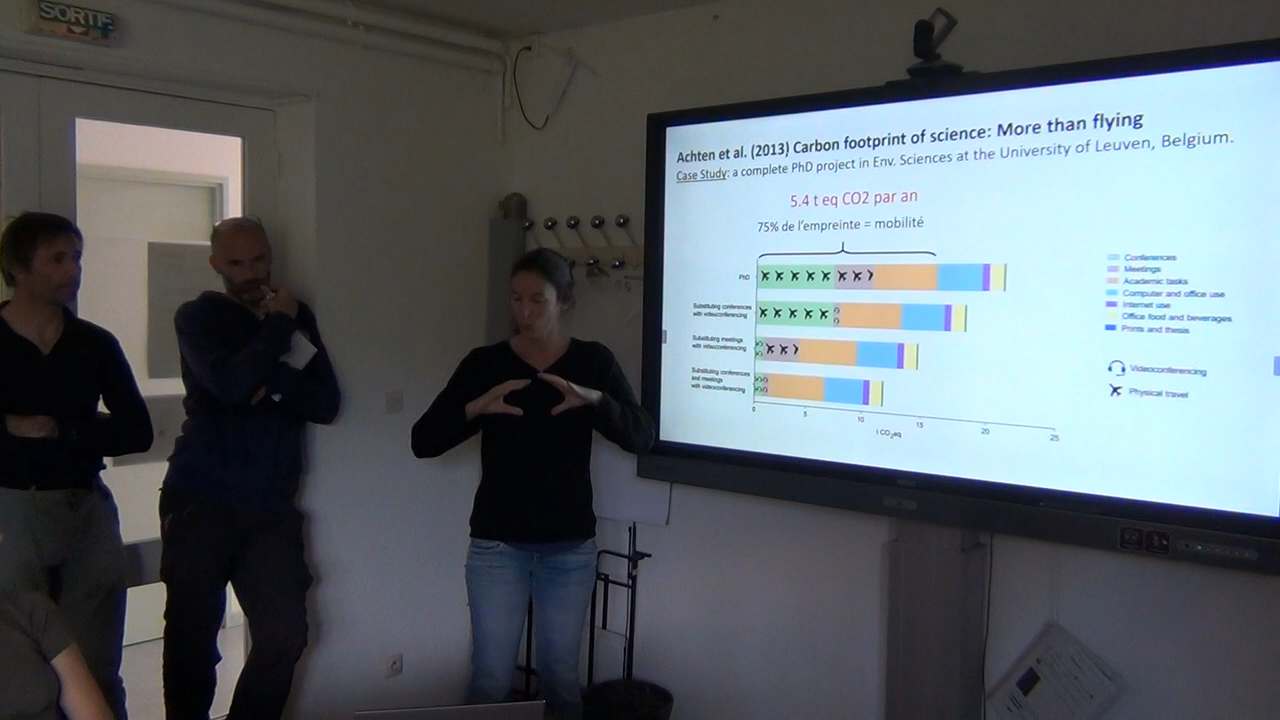 SORTIE
Achten et al. (2013) Carbon footprint of science: More than flying
Case Study: a complete PhD project in Env. Sciences at the University of Leuven, Belgium.
5.4 t eq CO2 par an
75% de l'empreinte = mobilité
PhD
Substituting conferences
with videoconferencing
Substituting meetings
with videoconferencing
Substituting conferences
and meetings
with videoconferencing
0
5
10
15
20
25
t CO2eq
Conferences
Meetings
Academic tasks
Computer and office use
Internet use
Office food and beverages
Prints and thesis
Videoconferencing
Physical travel